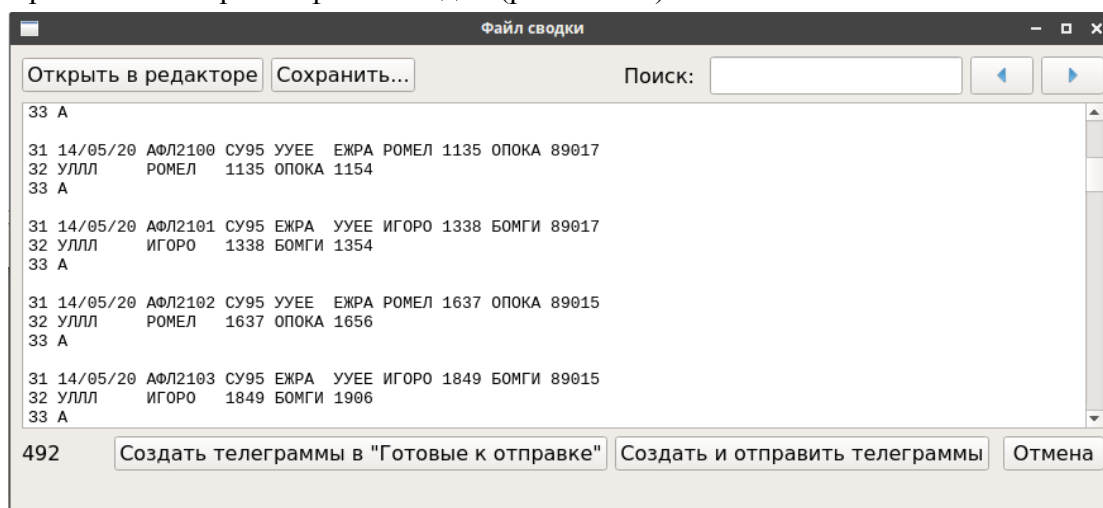 Файл сводки
Открыть в редакторе Сохранить... Поиск:
33 А
31 14/05/20 АФЛ2100 СУ95 УУЕЕ  ЕЖРА РОМЕЛ 1135 ОПОКА 89017
32 УЛЛЛ     РОМЕЛ   1135 ОПОКА 1154
33 А
31 14/05/20 АФЛ2101 СУ95 ЕЖРА  УУЕЕ ИГОРО 1338 БОМГИ 89017
32 УЛЛЛ     ИГОРО   1338 БОМГИ 1354
33 А
31 14/05/20 АФЛ2102 СУ95 УУЕЕ  ЕЖРА РОМЕЛ 1637 ОПОКА 89015
32 УЛЛЛ     РОМЕЛ   1637 ОПОКА 1656
33 А
31 14/05/20 АФЛ2103 СУ95 ЕЖРА  УУЕЕ ИГОРО 1849 БОМГИ 89015
32 УЛЛЛ     ИГОРО   1849 БОМГИ 1906
33 А
492 Создать телеграммы в "Готовые к отправке" Создать и отправить телеграммы Отмена